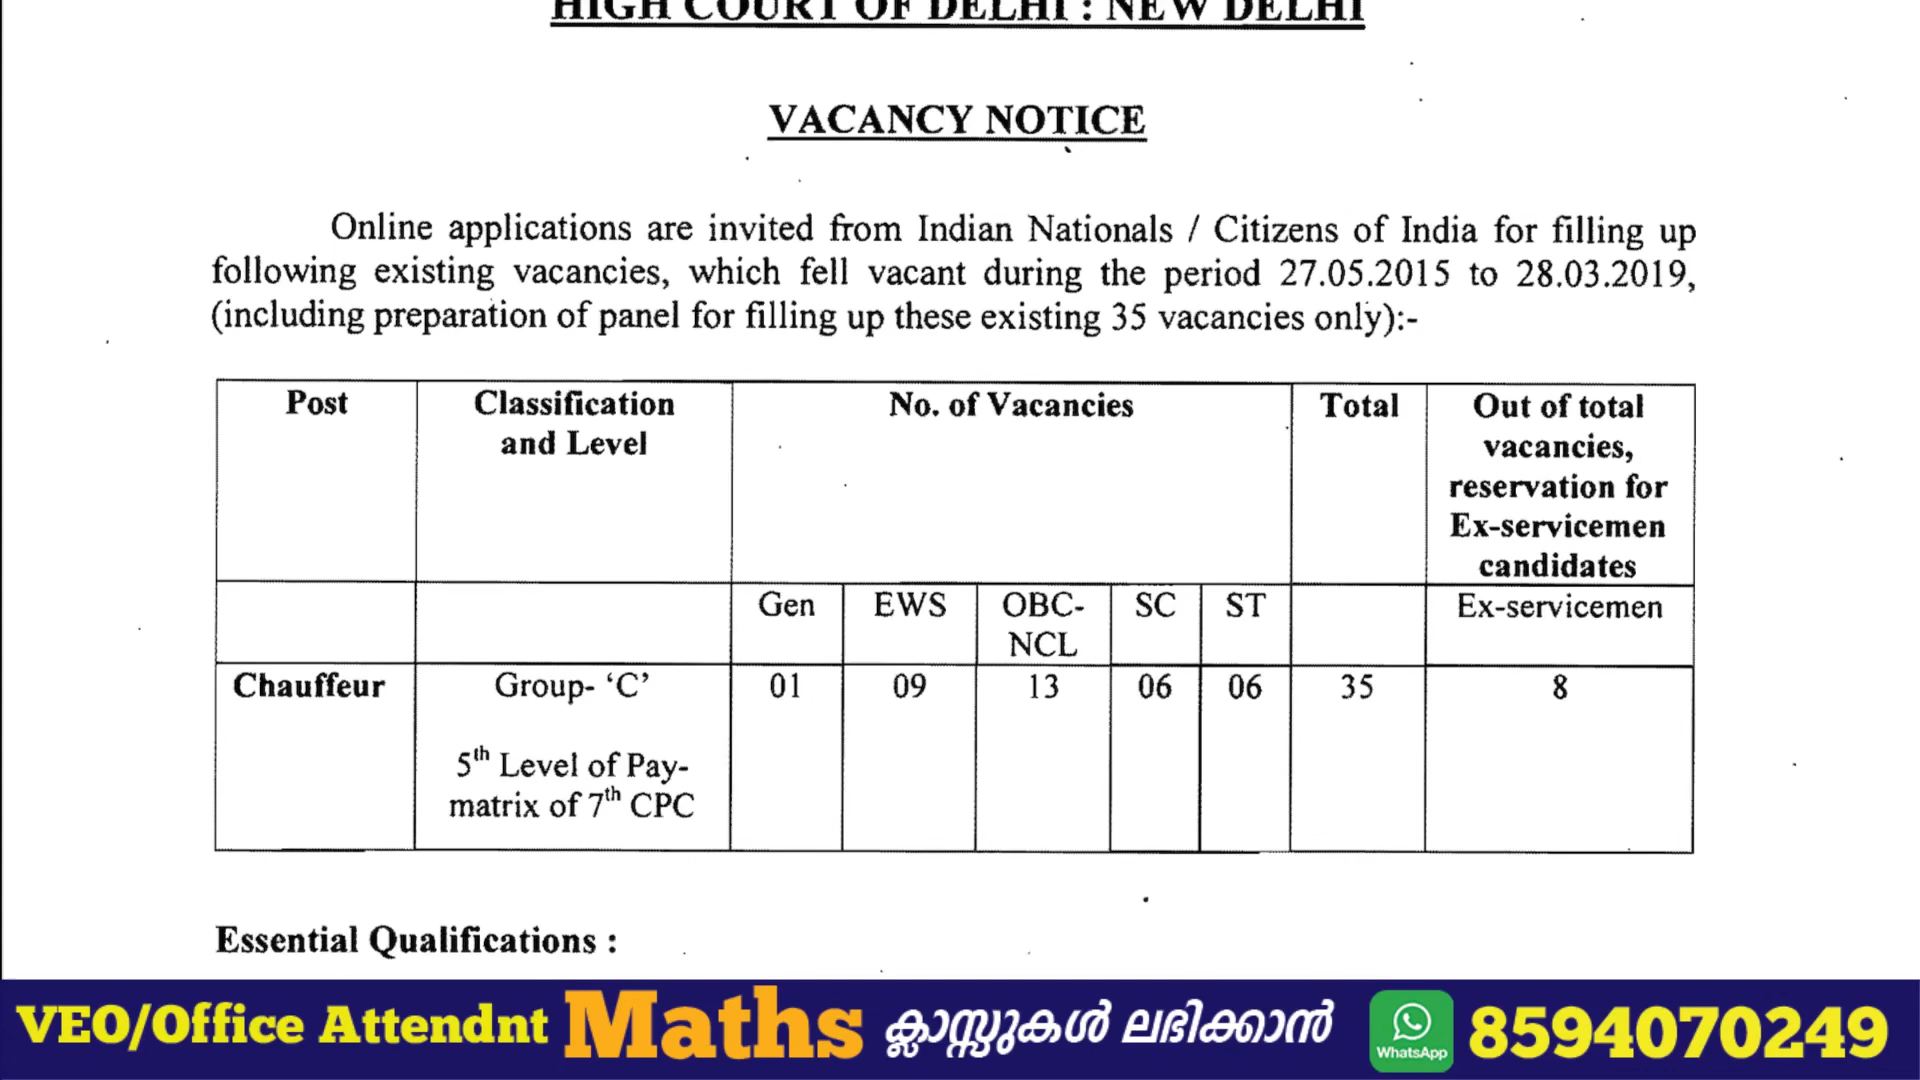 HIGH COURT OF DELHI : NEW DELHI
VACANCY NOTICE
Online applications are invited from Indian Nationals / Citizens of India for filling up
following existing vacancies, which fell vacant during the period 27.05.2015 to 28.03.2019,
(including preparation of panel for filling up these existing 35 vacancies only):-
Post Classification No. of Vacancies Total Out of total
and Level vacancies,
reservation for
Ex-servicemen
candidates
Gen EWS OBC- SC ST Ex-servicemen
NCL
Chauffeur Group- ‘C’ 01 09 13 06 06 35 8
5th Level of Pay-
matrix of 7th CPC
Essential Qualifications :
VEO/Office Attendnt Maths ക്ലാസ്സുകൾ ലഭിക്കാൻ WhatsApp 8594070249